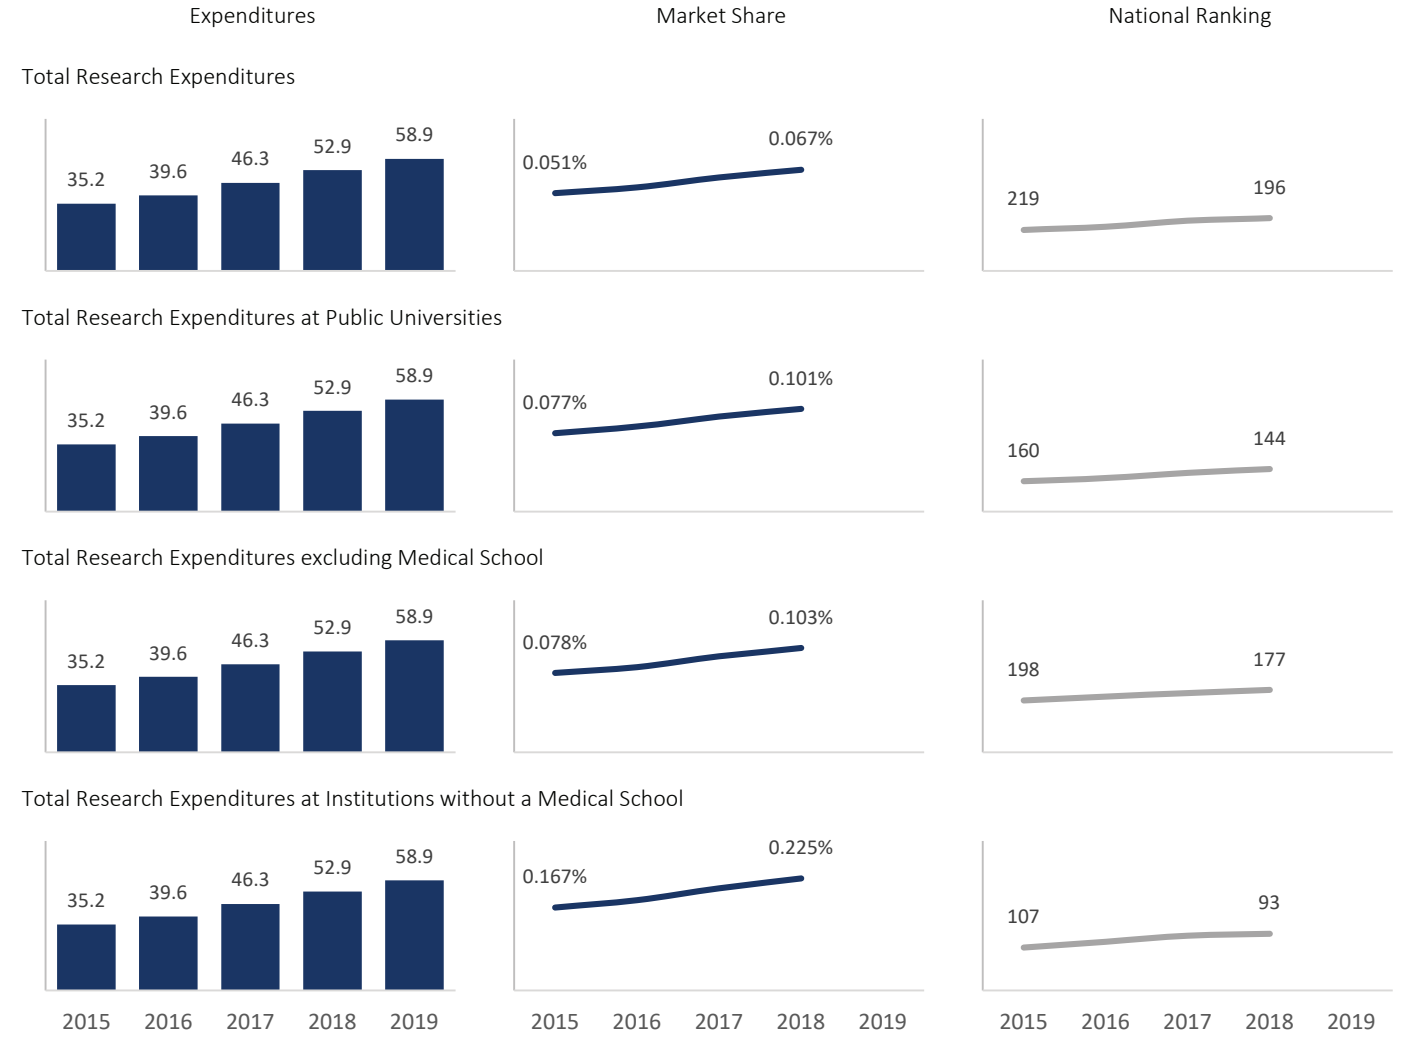 Expenditures Market Share National Ranking
Total Research Expenditures
35.2 39.6 46.3 52.9 58.9
0.051% 0.067%
219 196
Total Research Expenditures at Public Universities
35.2 39.6 46.3 52.9 58.9
0.077% 0.101%
160 144
Total Research Expenditures excluding Medical School
35.2 39.6 46.3 52.9 58.9
0.078% 0.103%
198 177
Total Research Expenditures at Institutions without a Medical School
35.2 39.6 46.3 52.9 58.9
0.167% 0.225%
107 93
2015 2016 2017 2018 2019
2015 2016 2017 2018 2019
2015 2016 2017 2018 2019